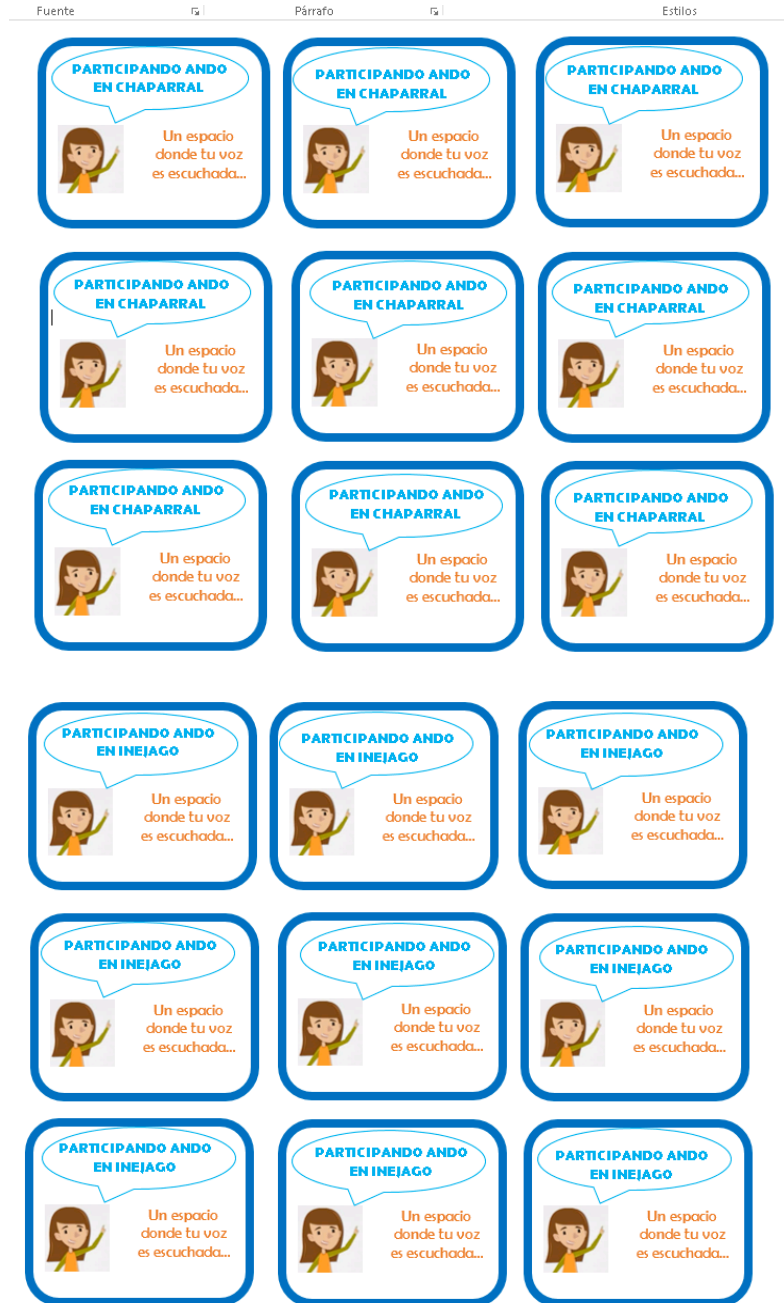 Fuente Párrafo Estilos
PARTICIPANDO ANDO
EN CHAPARRAL
Un espacio
donde tu voz
es escuchada...
PARTICIPANDO ANDO
EN CHAPARRAL
Un espacio
donde tu voz
es escuchada...
PARTICIPANDO ANDO
EN CHAPARRAL
Un espacio
donde tu voz
es escuchada...
PARTICIPANDO ANDO
EN CHAPARRAL
Un espacio
donde tu voz
es escuchada...
PARTICIPANDO ANDO
EN CHAPARRAL
Un espacio
donde tu voz
es escuchada...
PARTICIPANDO ANDO
EN CHAPARRAL
Un espacio
donde tu voz
es escuchada...
PARTICIPANDO ANDO
EN CHAPARRAL
Un espacio
donde tu voz
es escuchada...
PARTICIPANDO ANDO
EN CHAPARRAL
Un espacio
donde tu voz
es escuchada...
PARTICIPANDO ANDO
EN CHAPARRAL
Un espacio
donde tu voz
es escuchada...
PARTICIPANDO ANDO
EN INEJAGO
Un espacio
donde tu voz
es escuchada...
PARTICIPANDO ANDO
EN INEJAGO
Un espacio
donde tu voz
es escuchada...
PARTICIPANDO ANDO
EN INEJAGO
Un espacio
donde tu voz
es escuchada...
PARTICIPANDO ANDO
EN INEJAGO
Un espacio
donde tu voz
es escuchada...
PARTICIPANDO ANDO
EN INEJAGO
Un espacio
donde tu voz
es escuchada...
PARTICIPANDO ANDO
EN INEJAGO
Un espacio
donde tu voz
es escuchada...
PARTICIPANDO ANDO
EN INEJAGO
Un espacio
donde tu voz
es escuchada...
PARTICIPANDO ANDO
EN INEJAGO
Un espacio
donde tu voz
es escuchada...
PARTICIPANDO ANDO
EN INEJAGO
Un espacio
donde tu voz
es escuchada...